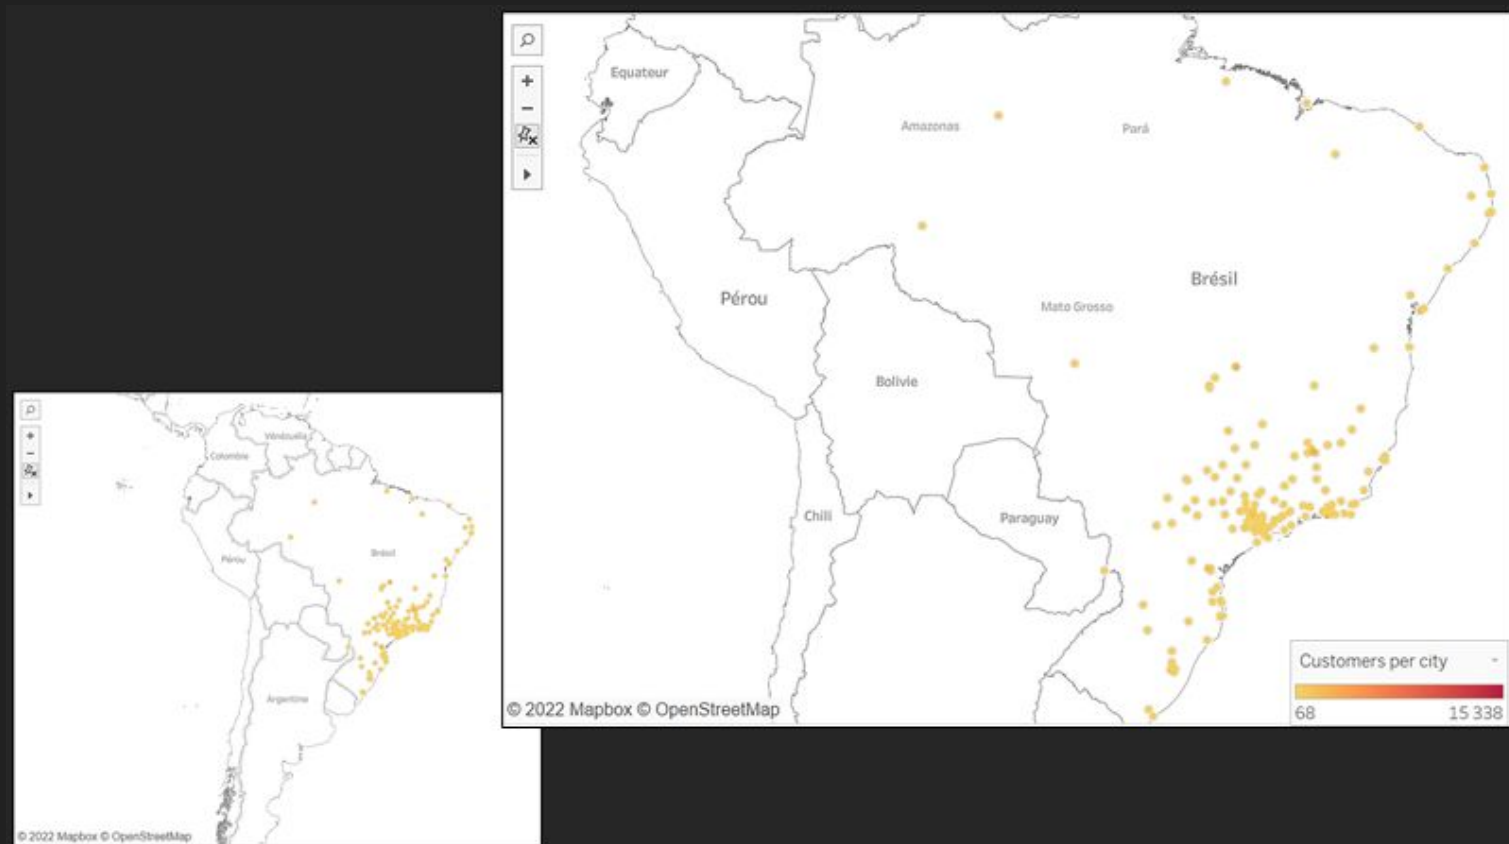 Equateur
Amazonas
Pará
Brésil
Pérou
Mato Grosso
Bolivie
Chili
Paraguay
Customers per city
68 15 338
© 2022 Mapbox © OpenStreetMap
Vénézuela
Colombie
Brésil
Pérou
Argentine
© 2022 Mapbox © OpenStreetMap